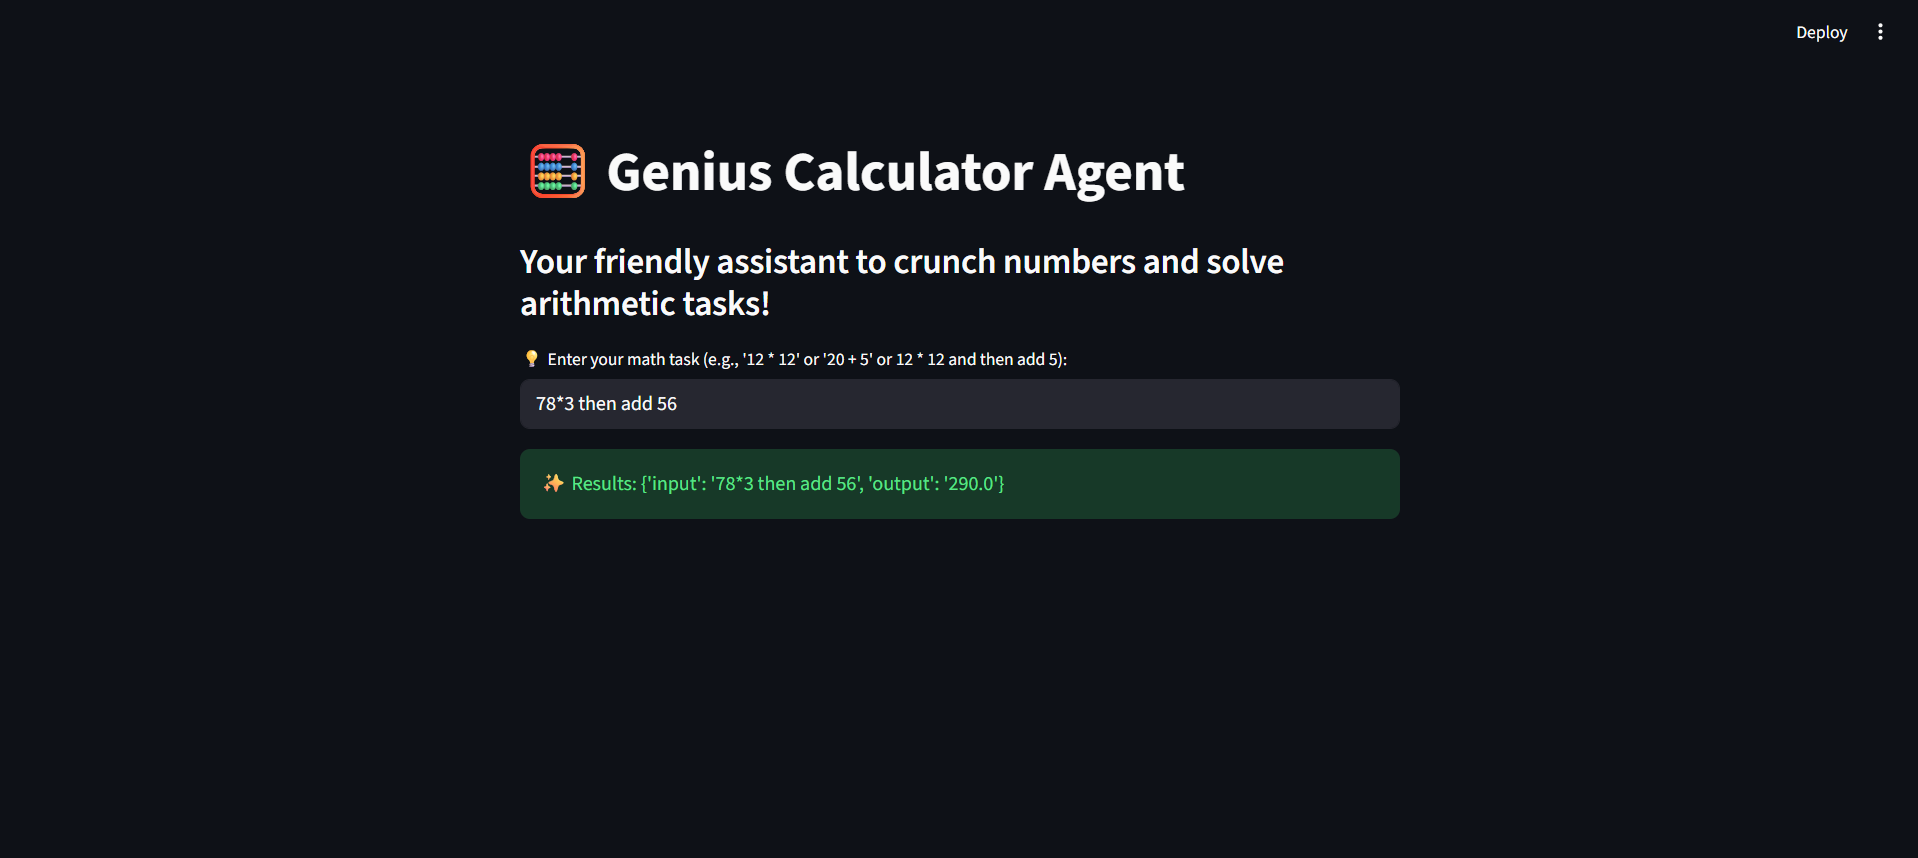 Deploy
🧮 Genius Calculator Agent
Your friendly assistant to crunch numbers and solve
arithmetic tasks!
💡 Enter your math task (e.g., '12 * 12' or '20 + 5' or 12 * 12 and then add 5):
78*3 then add 56
✨ Results: {'input': '78*3 then add 56', 'output': '290.0'}